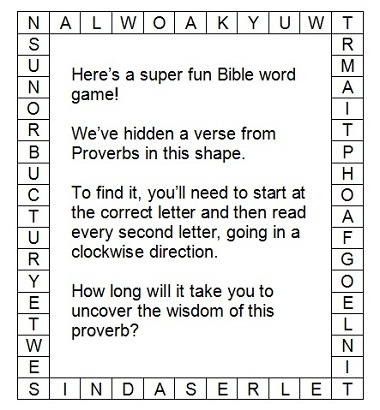 N A L W O A K Y U W T
S
U
N
O
R
B
U
C
T
U
R
Y
E
T
W
E
Here's a super fun Bible word
game!
We've hidden a verse from
Proverbs in this shape.
To find it, you'll need to start at
the correct letter and then read
every second letter, going in a
clockwise direction.
How long will it take you to
uncover the wisdom of this
proverb?
R
M
A
I
T
P
H
O
A
F
G
O
E
L
N
I
S I N D A S E R L E T